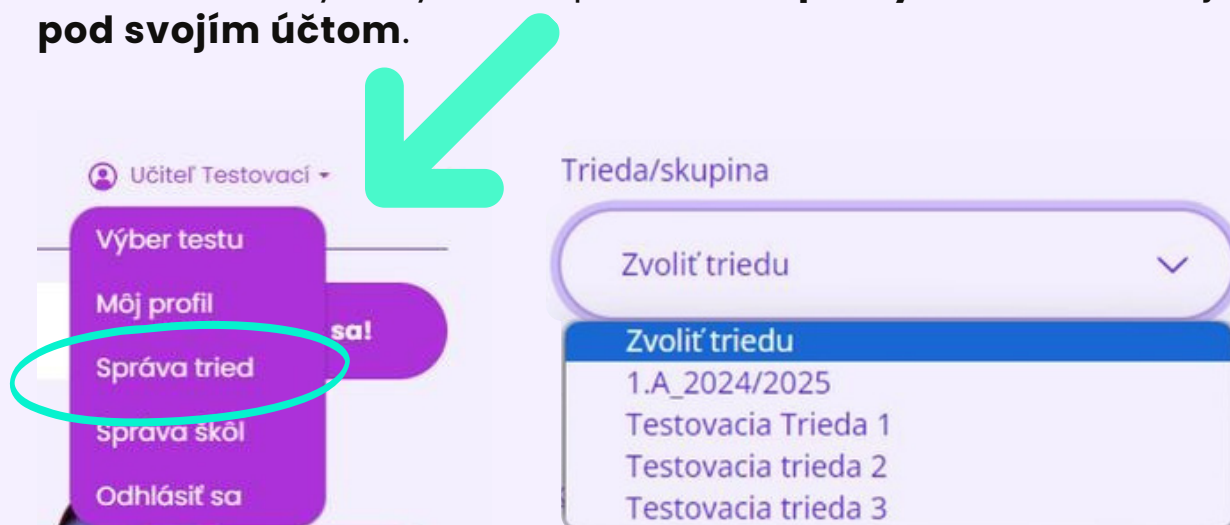 pod svojím účtom.
Učiteľ Testovací
Výber testu
Môj profil
sa!
Správa tried
Správa škôl
Odhlásiť sa
Trieda/skupina
Zvoliť triedu
Zvoliť triedu
1.A_2024/2025
Testovacia Trieda 1
Testovacia trieda 2
Testovacia trieda 3